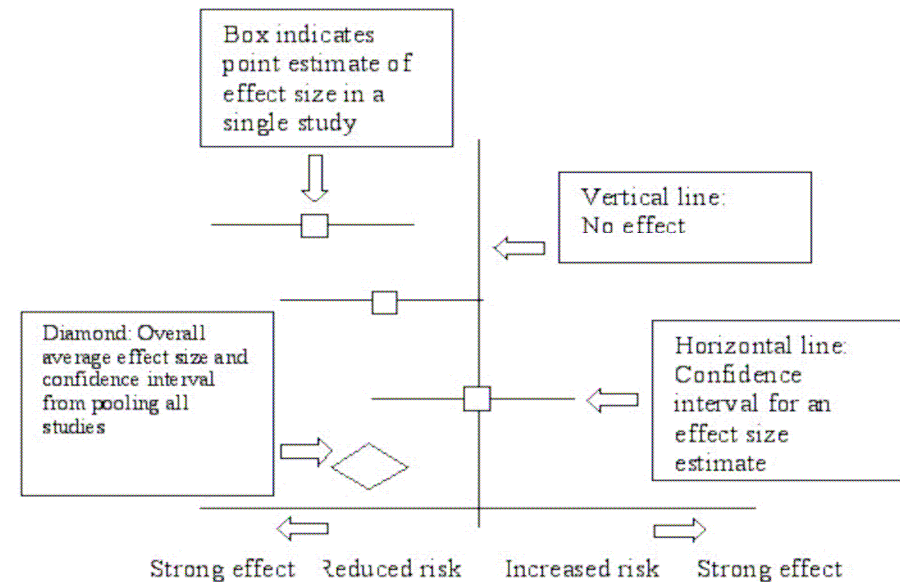 Box indicates
point estimate of
effect size in a
single study
Vertical line:
No effect
Diamond: Overall
average effect size and
confidence interval
from pooling all
studies
Horizontal line:
Confidence
interval for an
effect size
estimate
Strong effect Reduced risk Increased risk Strong effect